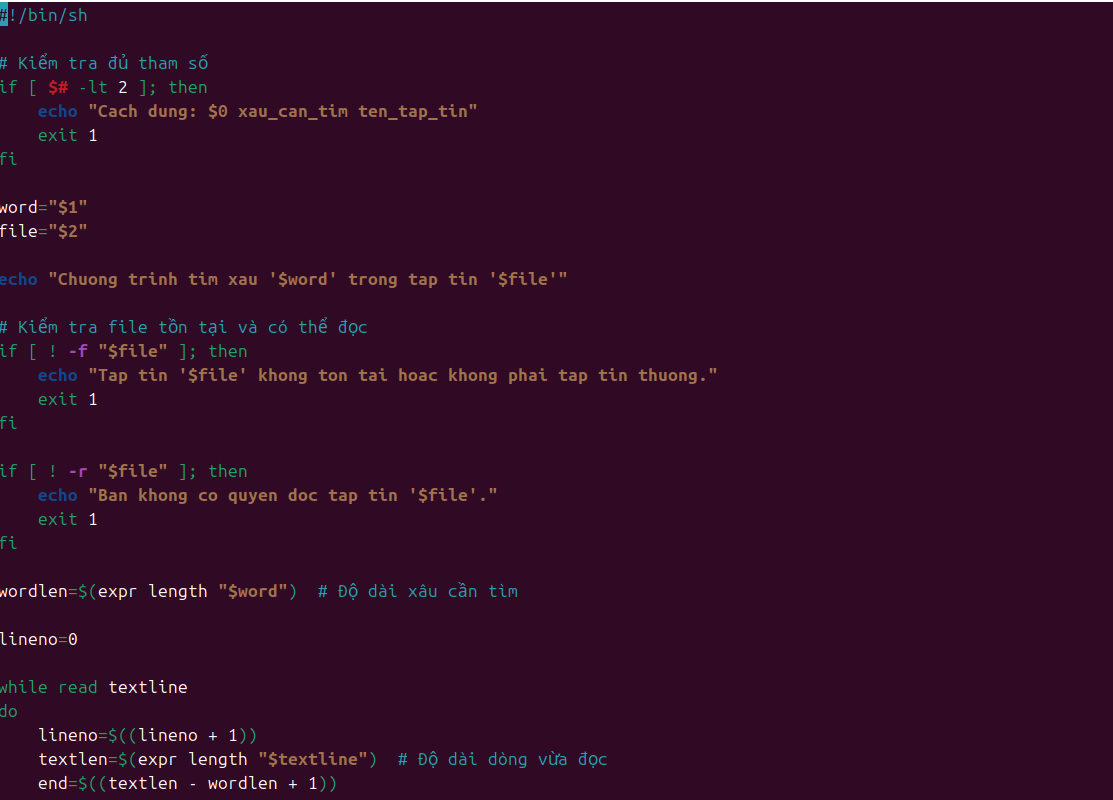 #!/bin/sh
# Kiểm tra đủ tham số
if [ $# -lt 2 ]; then
    echo "Cach dung: $0 xau_can_tim ten_tap_tin"
    exit 1
fi
word="$1"
file="$2"
echo "Chuong trinh tim xau '$word' trong tap tin '$file'"
# Kiểm tra file tồn tại và có thể đọc
if [ ! -f "$file" ]; then
    echo "Tap tin '$file' khong ton tai hoac khong phai tap tin thuong."
    exit 1
fi
if [ ! -r "$file" ]; then
    echo "Ban khong co quyen doc tap tin '$file'."
    exit 1
fi
wordlen=$(expr length "$word")  # Độ dài xâu cần tìm
lineno=0
while read textline
do
    lineno=$((lineno + 1))
    textlen=$(expr length "$textline")  # Độ dài dòng vừa đọc
    end=$((textlen - wordlen + 1))